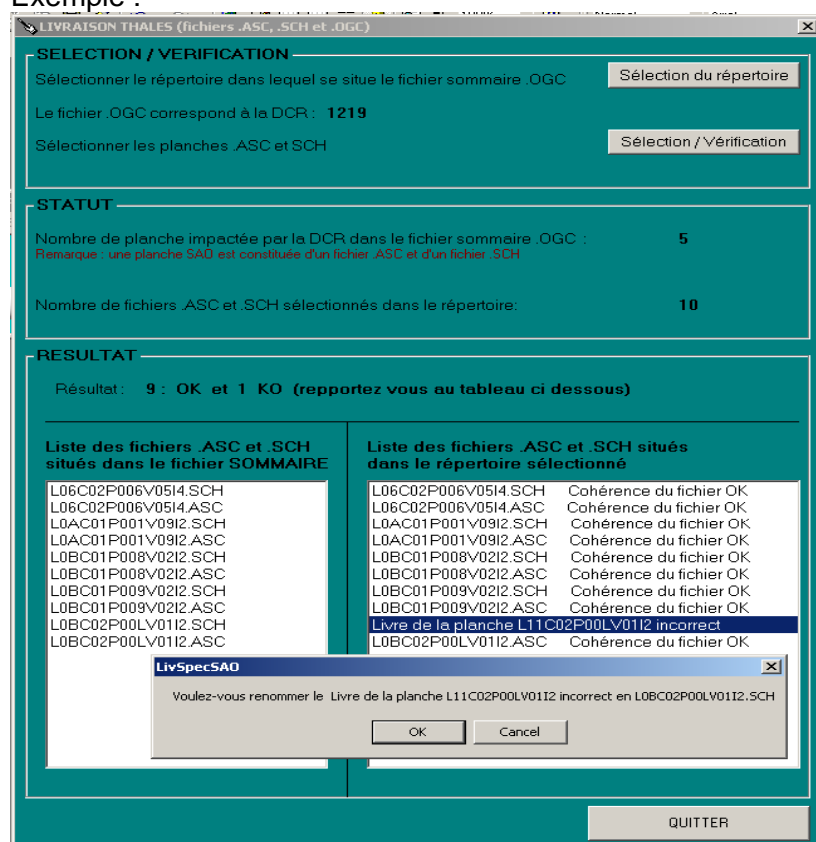 Exemple :
LIVRAISON THALES (fichiers .ASC, .SCH et .OGC)
SELECTION / VERIFICATION
Sélectionner le répertoire dans lequel se situe le fichier sommaire .OGC
Sélection du répertoire
Le fichier .OGC correspond à la DCR : 1219
Sélectionner les planches .ASC et SCH
Sélection / Vérification
STATUT
Nombre de planche impactée par la DCR dans le fichier sommaire .OGC : 5
Remarque : une planche SAO est constituée d'un fichier .ASC et d'un fichier .SCH
Nombre de fichiers .ASC et .SCH sélectionnés dans le répertoire: 10
RESULTAT
Résultat : 9 : OK et 1 KO (repportez vous au tableau ci dessous)
Liste des fichiers .ASC et .SCH
situés dans le fichier SOMMAIRE
L06C02P006V05I4.SCH
L06C02P006V05I4.ASC
L0AC01P001V09I2.SCH
L0AC01P001V09I2.ASC
L0BC01P008V02I2.SCH
L0BC01P008V02I2.ASC
L0BC01P009V02I2.SCH
L0BC01P009V02I2.ASC
L0BC02P00LV01I2.SCH
L0BC02P00LV01I2.ASC
Liste des fichiers .ASC et .SCH situés
dans le répertoire sélectionné
L06C02P006V05I4.SCH Cohérence du fichier OK
L06C02P006V05I4.ASC Cohérence du fichier OK
L0AC01P001V09I2.SCH Cohérence du fichier OK
L0AC01P001V09I2.ASC Cohérence du fichier OK
L0BC01P008V02I2.SCH Cohérence du fichier OK
L0BC01P008V02I2.ASC Cohérence du fichier OK
L0BC01P009V02I2.SCH Cohérence du fichier OK
L0BC01P009V02I2.ASC Cohérence du fichier OK
Livre de la planche L11C02P00LV01I2 incorrect
L0BC02P00LV01I2.ASC Cohérence du fichier OK
LivSpecSAO
Voulez-vous renommer le Livre de la planche L11C02P00LV01I2 incorrect en L0BC02P00LV01I2.SCH
OK
Cancel
QUITTER